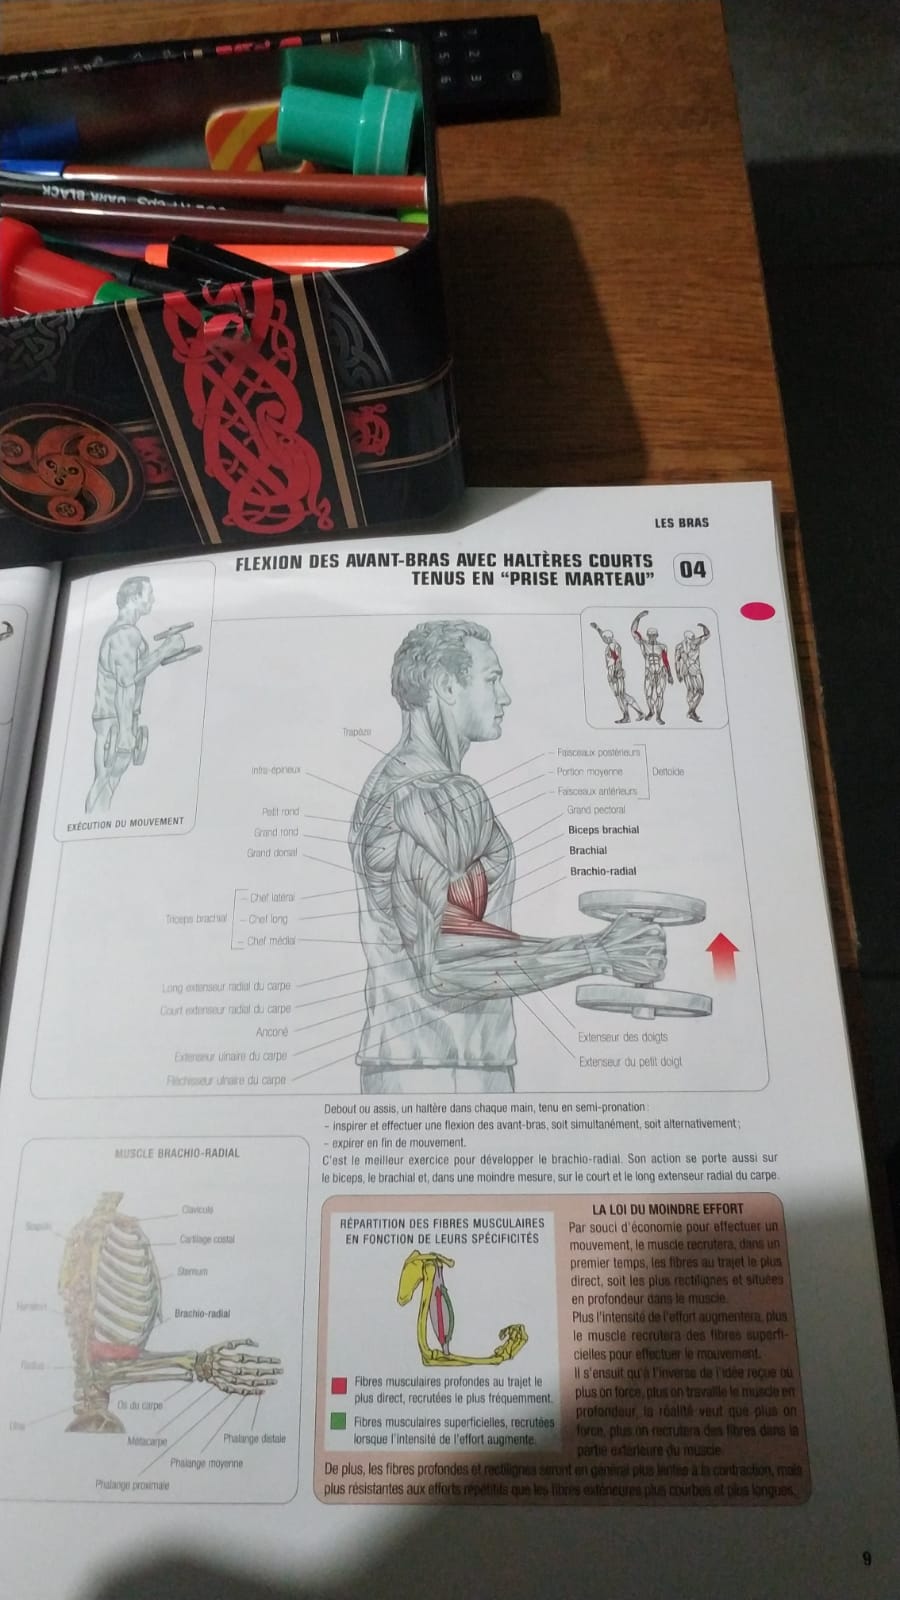 DARK BLACK
1
2
3
4
5
6
LES BRAS
FLEXION DES AVANT-BRAS AVEC HALTÈRES COURTS
TENUS EN “PRISE MARTEAU”
04
EXÉCUTION DU MOUVEMENT
Trapèze
Infra-épineux
Petit rond
Grand rond
Grand dorsal
Chef latéral
Triceps brachial
Chef long
Chef médial
Long extenseur radial du carpe
Court extenseur radial du carpe
Anconé
Extenseur ulnaire du carpe
Fléchisseur ulnaire du carpe
Faisceaux postérieurs
Portion moyenne
Deltoïde
Faisceaux antérieurs
Grand pectoral
Biceps brachial
Brachial
Brachio-radial
Extenseur des doigts
Extenseur du petit doigt
Debout ou assis, un haltère dans chaque main, tenu en semi-pronation :
– inspirer et effectuer une flexion des avant-bras, soit simultanément, soit alternativement ;
– expirer en fin de mouvement.
C'est le meilleur exercice pour développer le brachio-radial. Son action se porte aussi sur
le biceps, le brachial et, dans une moindre mesure, sur le court et le long extenseur radial du carpe.
MUSCLE BRACHIO-RADIAL
Clavicule
Scapula
Cartilage costal
Sternum
Humérus
Brachio-radial
Radius
Ulna
Os du carpe
Métacarpe
Phalange distale
Phalange moyenne
Phalange proximale
RÉPARTITION DES FIBRES MUSCULAIRES
EN FONCTION DE LEURS SPÉCIFICITÉS
Fibres musculaires profondes au trajet le
plus direct, recrutées le plus fréquemment.
Fibres musculaires superficielles, recrutées
lorsque l'intensité de l'effort augmente.
LA LOI DU MOINDRE EFFORT
Par souci d'économie pour effectuer un
mouvement, le muscle recrutera, dans un
premier temps, les fibres au trajet le plus
direct, soit les plus rectilignes et situées
en profondeur dans le muscle.
Plus l'intensité de l'effort augmentera, plus
le muscle recrutera des fibres superfi-
cielles pour effectuer le mouvement.
Il s'ensuit qu'à l'inverse de l'idée reçue où
plus on force, plus on travaille le muscle en
profondeur, la réalité veut que plus on
force, plus on recrutera des fibres dans la
partie extérieure du muscle.
De plus, les fibres profondes et rectilignes seront en général plus lentes à la contraction, mais
plus résistantes aux efforts répétitifs que les fibres extérieures plus courbes et plus longues.
9